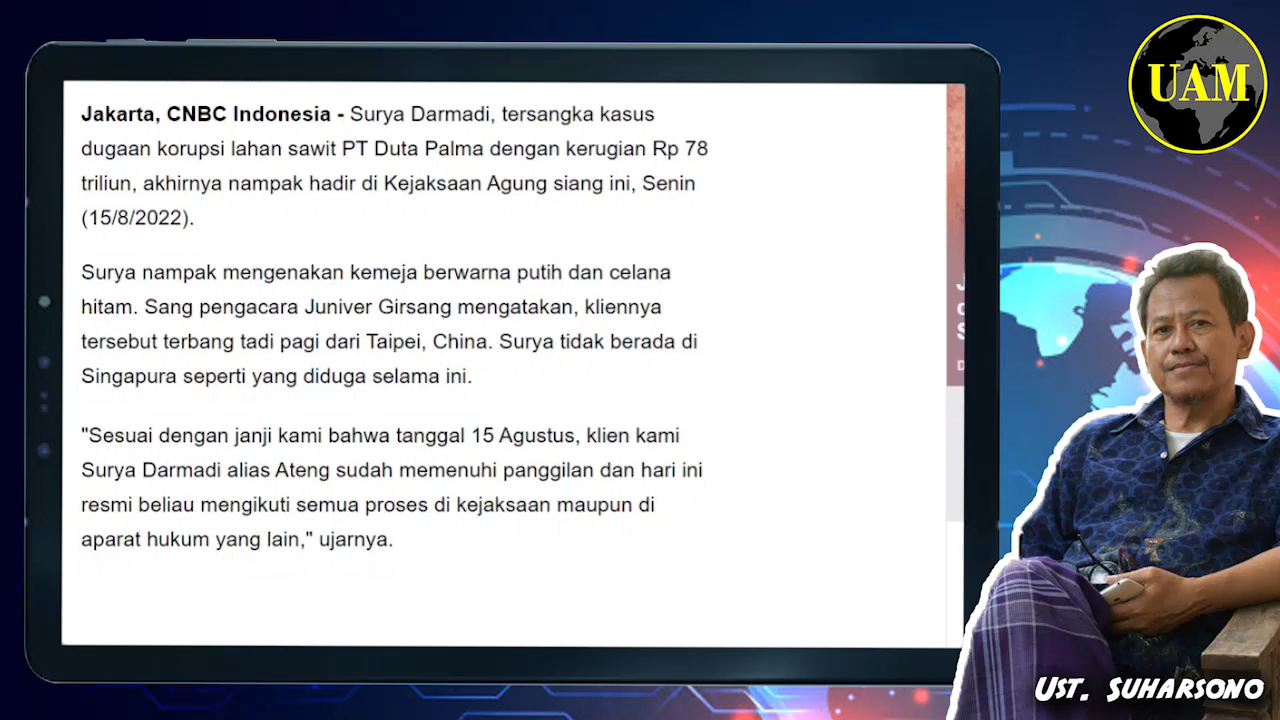 UAM
Jakarta, CNBC Indonesia - Surya Darmadi, tersangka kasus
dugaan korupsi lahan sawit PT Duta Palma dengan kerugian Rp 78
triliun, akhirnya nampak hadir di Kejaksaan Agung siang ini, Senin
(15/8/2022).
Surya nampak mengenakan kemeja berwarna putih dan celana
hitam. Sang pengacara Juniver Girsang mengatakan, kliennya
tersebut terbang tadi pagi dari Taipei, China. Surya tidak berada di
Singapura seperti yang diduga selama ini.
"Sesuai dengan janji kami bahwa tanggal 15 Agustus, klien kami
Surya Darmadi alias Ateng sudah memenuhi panggilan dan hari ini
resmi beliau mengikuti semua proses di kejaksaan maupun di
aparat hukum yang lain," ujarnya.
Ust. Suharsono